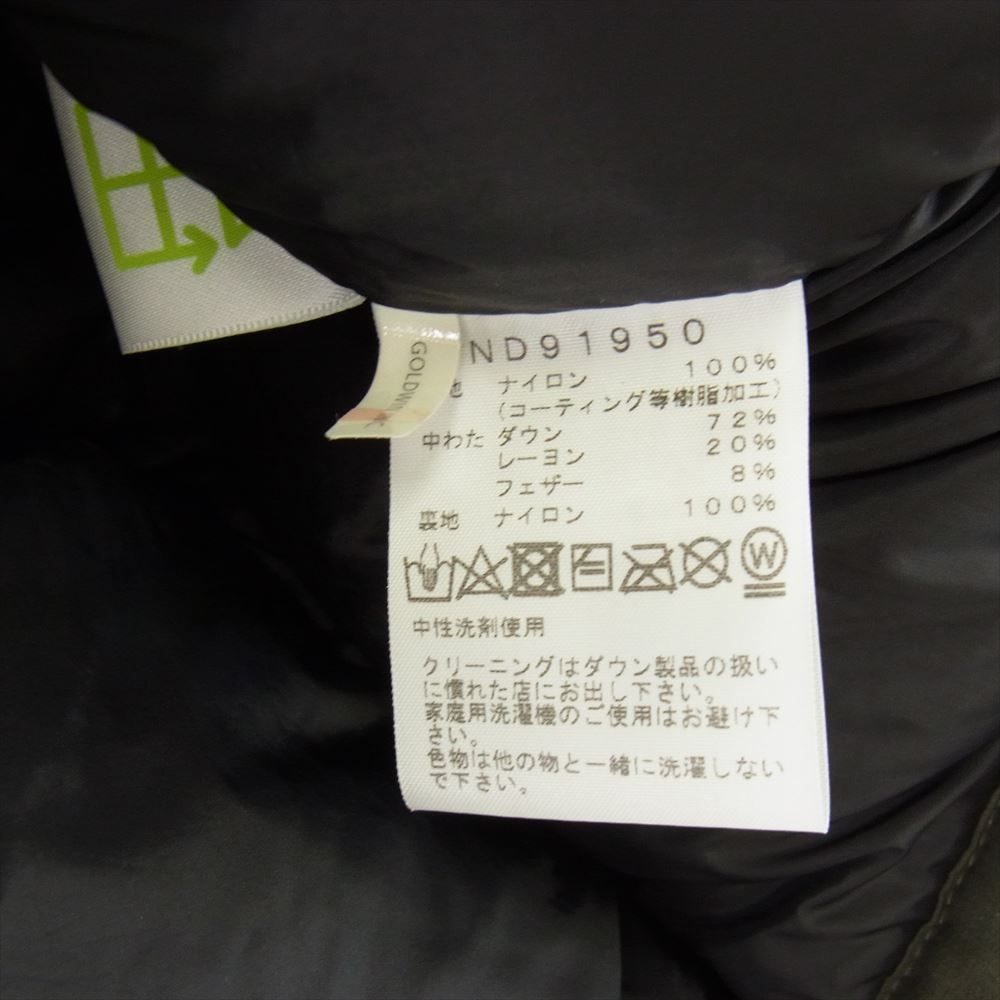 ND91950
地 ナイロン 100%
(コーティング等樹脂加工)
中わた ダウン 72%
レーヨン 20%
フェザー 8%
裏地 ナイロン 100%
W
中性洗剤使用
クリーニングはダウン製品の扱い
に慣れた店にお出し下さい。
家庭用洗濯機のご使用はお避け下
さい。
色物は他の物と一緒に洗濯しない
で下さい。